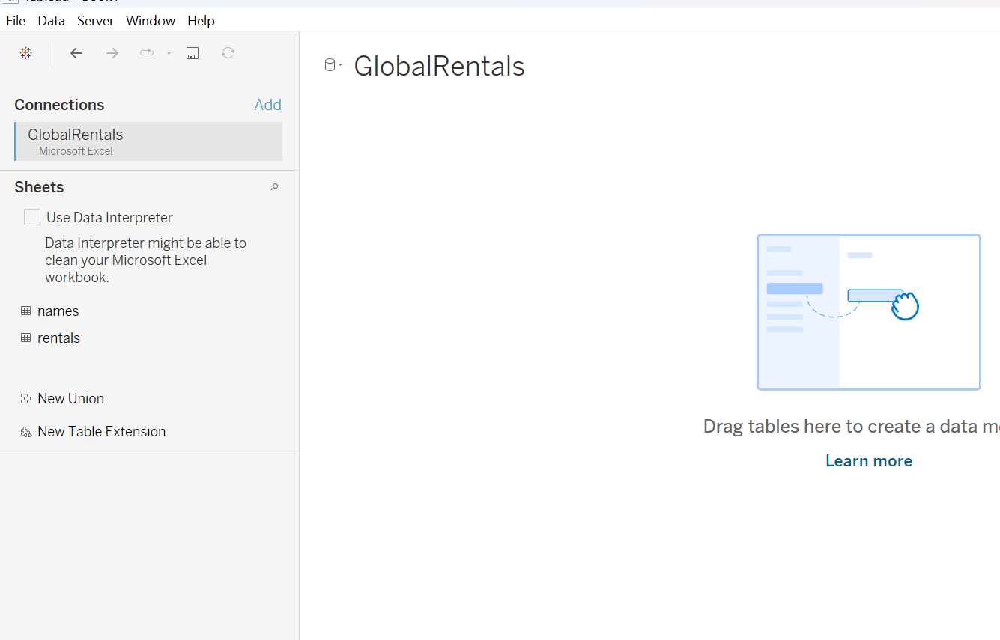 File Data Server Window Help
GlobalRentals
Connections Add
GlobalRentals
Microsoft Excel
Sheets
Use Data Interpreter
Data Interpreter might be able to
clean your Microsoft Excel
workbook.
names
rentals
New Union
New Table Extension
Drag tables here to create a data
Learn more